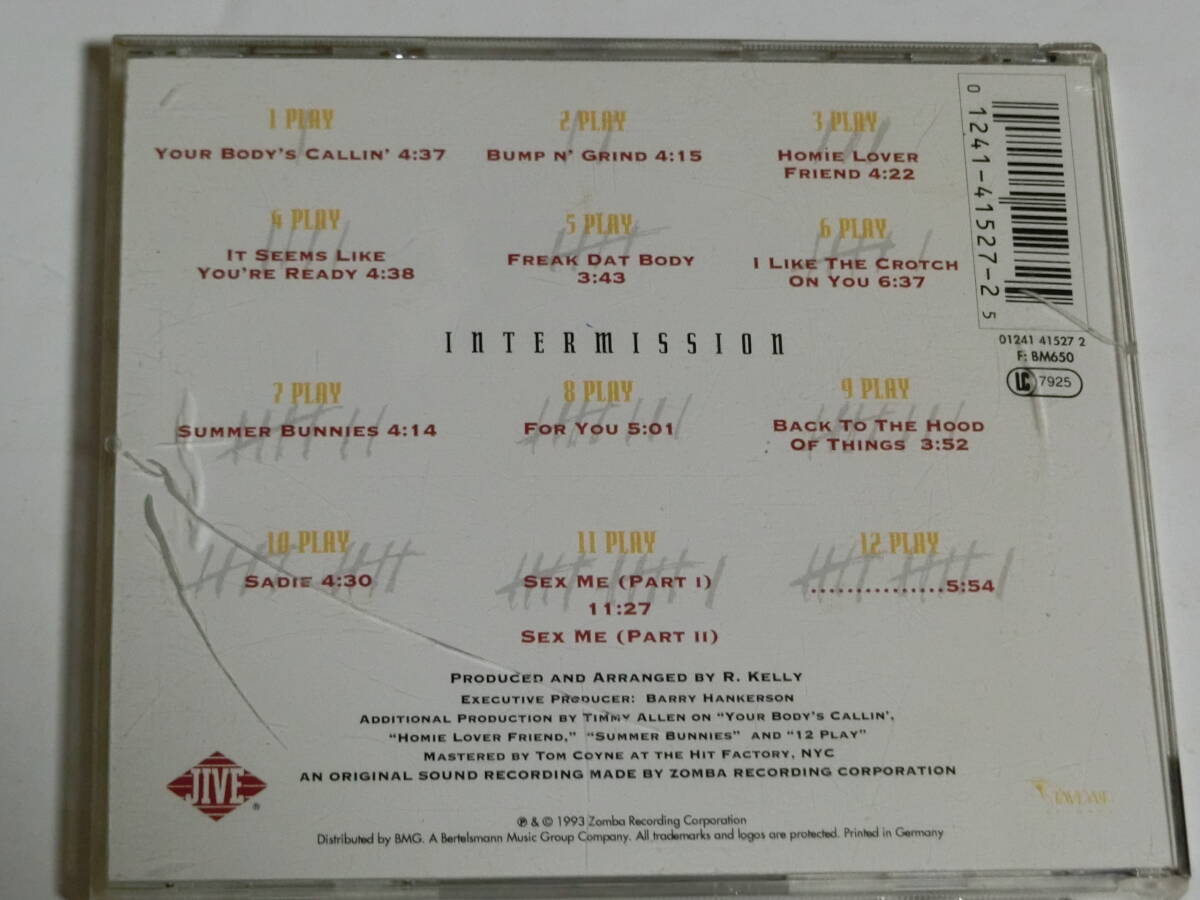 1 PLAY
YOUR BODY'S CALLIN' 4:37
2 PLAY
BUMP N' GRIND 4:15
3 PLAY
HOMIE LOVER
FRIEND 4:22
4 PLAY
IT SEEMS LIKE
YOU'RE READY 4:38
5 PLAY
FREAK DAT BODY
3:43
6 PLAY
I LIKE THE CROTCH
ON YOU 6:37
0 1241-41527-2 5
01241 41527 2
F: BM650
LC 7925
INTERMISSION
7 PLAY
SUMMER BUNNIES 4:14
8 PLAY
FOR YOU 5:01
9 PLAY
BACK TO THE HOOD
OF THINGS 3:52
10 PLAY
SADIE 4:30
11 PLAY
SEX ME (PART I)
11:27
SEX ME (PART II)
12 PLAY
................5:54
PRODUCED AND ARRANGED BY R. KELLY
EXECUTIVE PRODUCER: BARRY HANKERSON
ADDITIONAL PRODUCTION BY TIMMY ALLEN ON "YOUR BODY'S CALLIN',
"HOMIE LOVER FRIEND," "SUMMER BUNNIES" AND "12 PLAY"
MASTERED BY TOM COYNE AT THE HIT FACTORY, NYC
AN ORIGINAL SOUND RECORDING MADE BY ZOMBA RECORDING CORPORATION
JIVE ®
℗ & © 1993 Zomba Recording Corporation
Distributed by BMG. A Bertelsmann Music Group Company. All trademarks and logos are protected. Printed in Germany